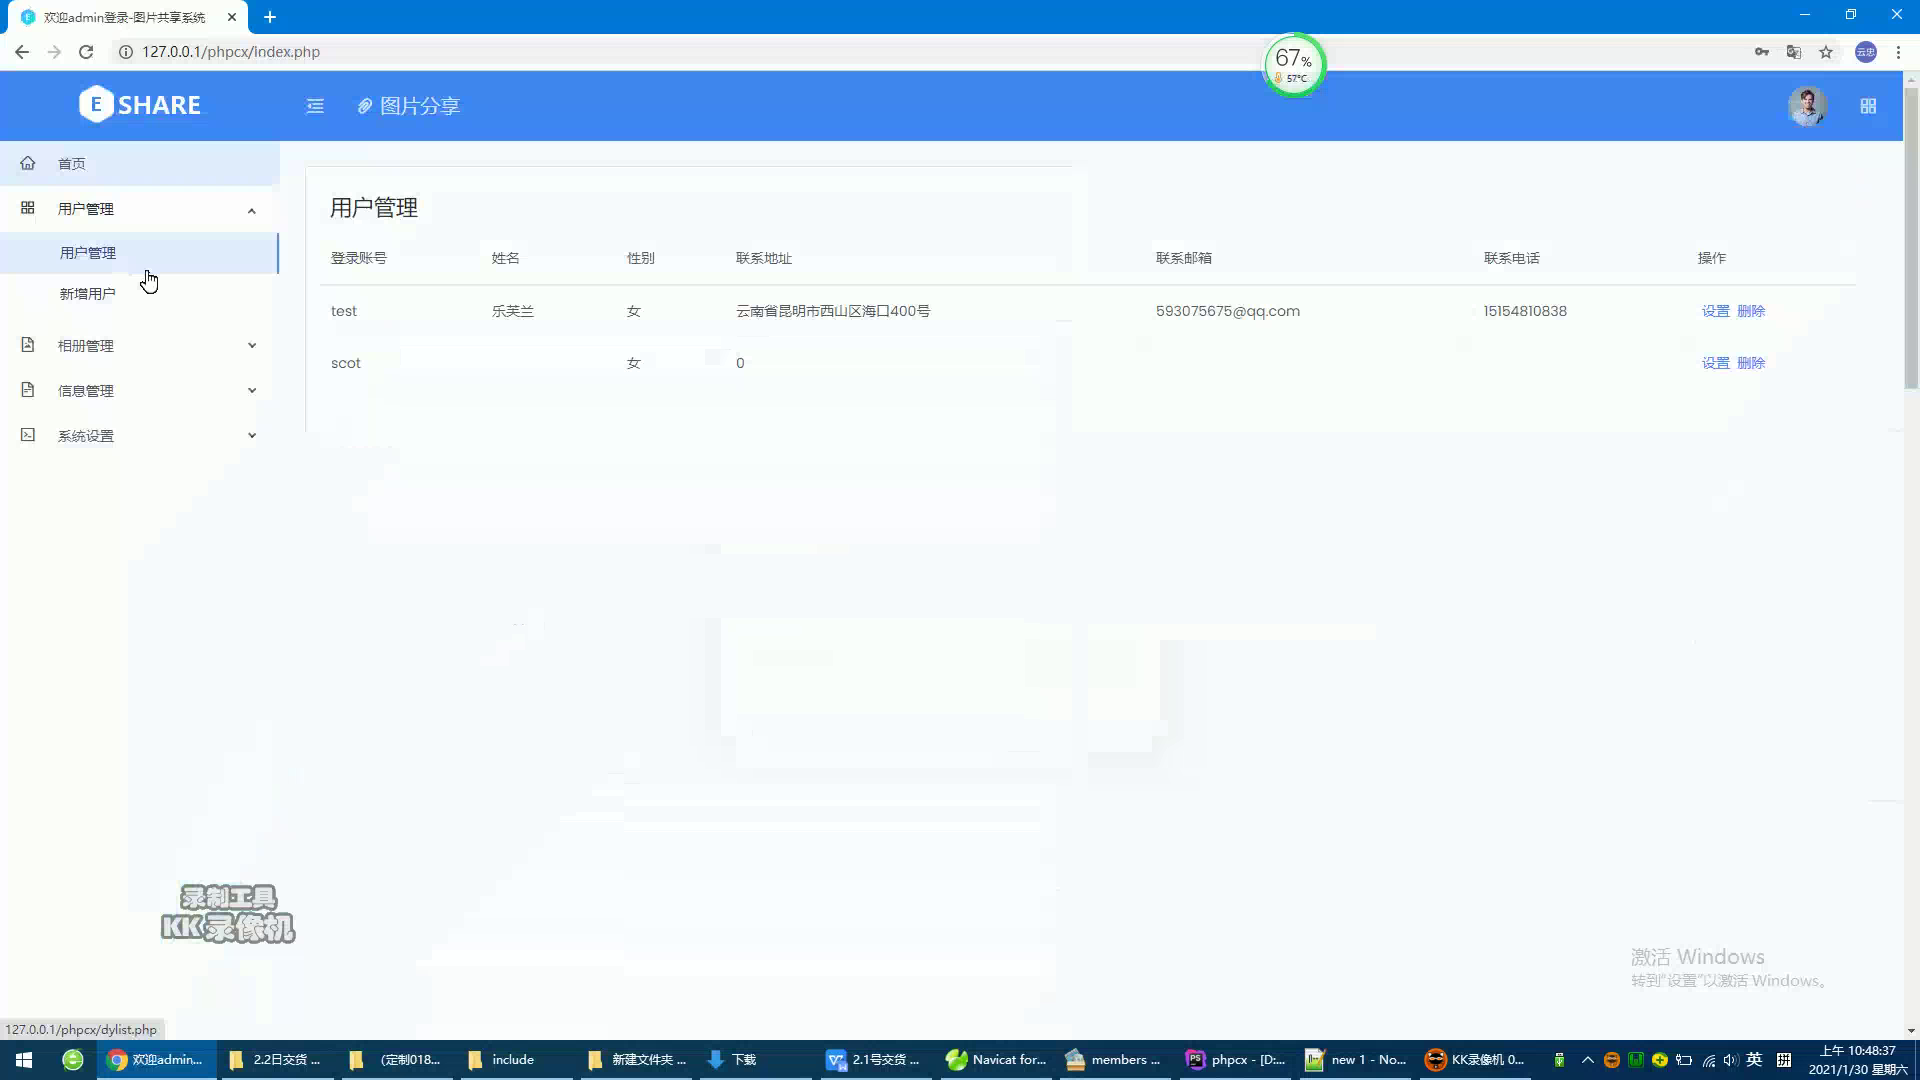 欢迎admin登录-图片共享系统
127.0.0.1/phpcx/index.php
67%
57°C
云忠
E SHARE
图片分享
首页
用户管理
用户管理
新增用户
相册管理
信息管理
系统设置
用户管理
登录账号 姓名 性别 联系地址 联系邮箱 联系电话 操作
test 乐芙兰 女 云南省昆明市西山区海口400号 593075675@qq.com 15154810838 设置 删除
scot 女 0 设置 删除
录制工具
KK录像机
激活 Windows
转到"设置"以激活 Windows。
127.0.0.1/phpcx/dylist.php
欢迎admin... 2.2日交货 ... (定制018... include 新建文件夹 ... 下载 2.1号交货 ... Navicat for... members ... phpcx - [D:... new 1 - No... KK录像机 0... 英 拼
上午 10:48:37
2021/1/30 星期六